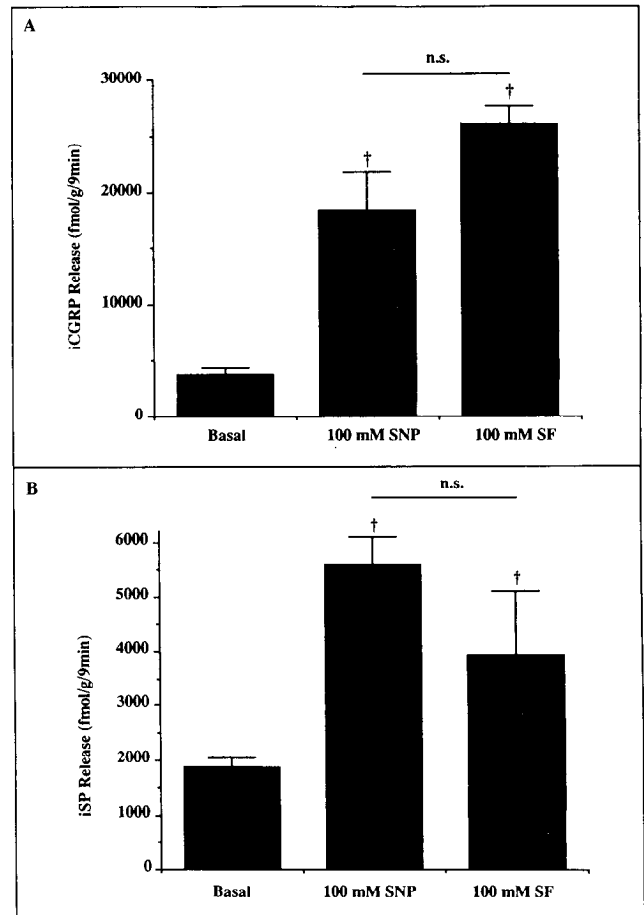 A
n.s.
†
†
30000
20000
10000
0
iCGRP Release (fmol/g/9min)
Basal
100 mM SNP
100 mM SF
B
n.s.
†
†
6000
5000
4000
3000
2000
1000
0
iSP Release (fmol/g/9min)
Basal
100 mM SNP
100 mM SF